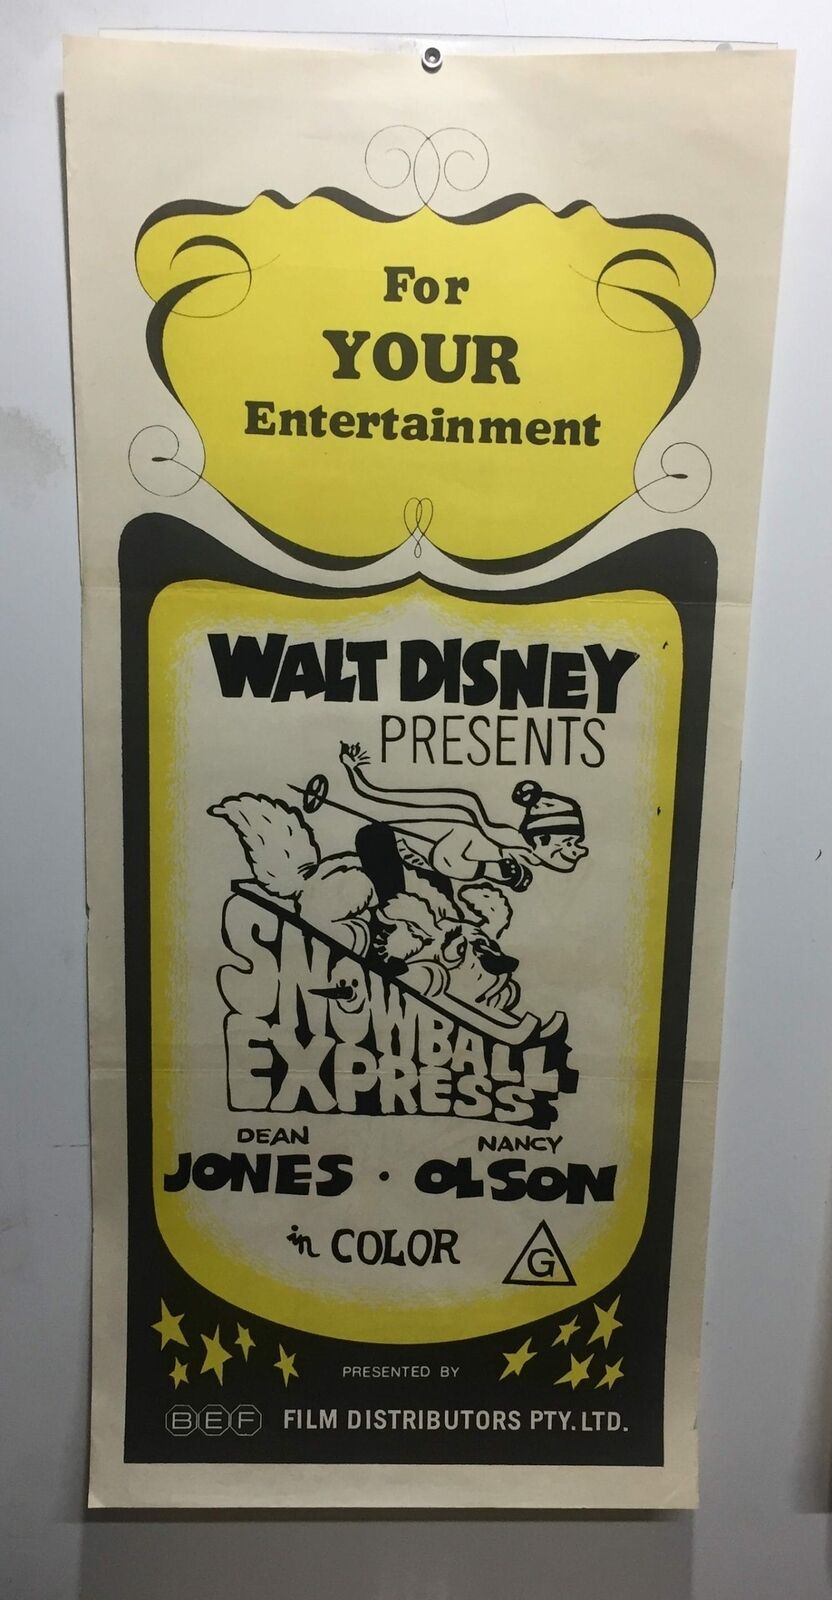 For
YOUR
Entertainment
WALT DISNEY
PRESENTS
SNOWBALL
EXPRESS
DEAN NANCY
JONES · OLSON
in COLOR G
PRESENTED BY
BEF FILM DISTRIBUTORS PTY. LTD.